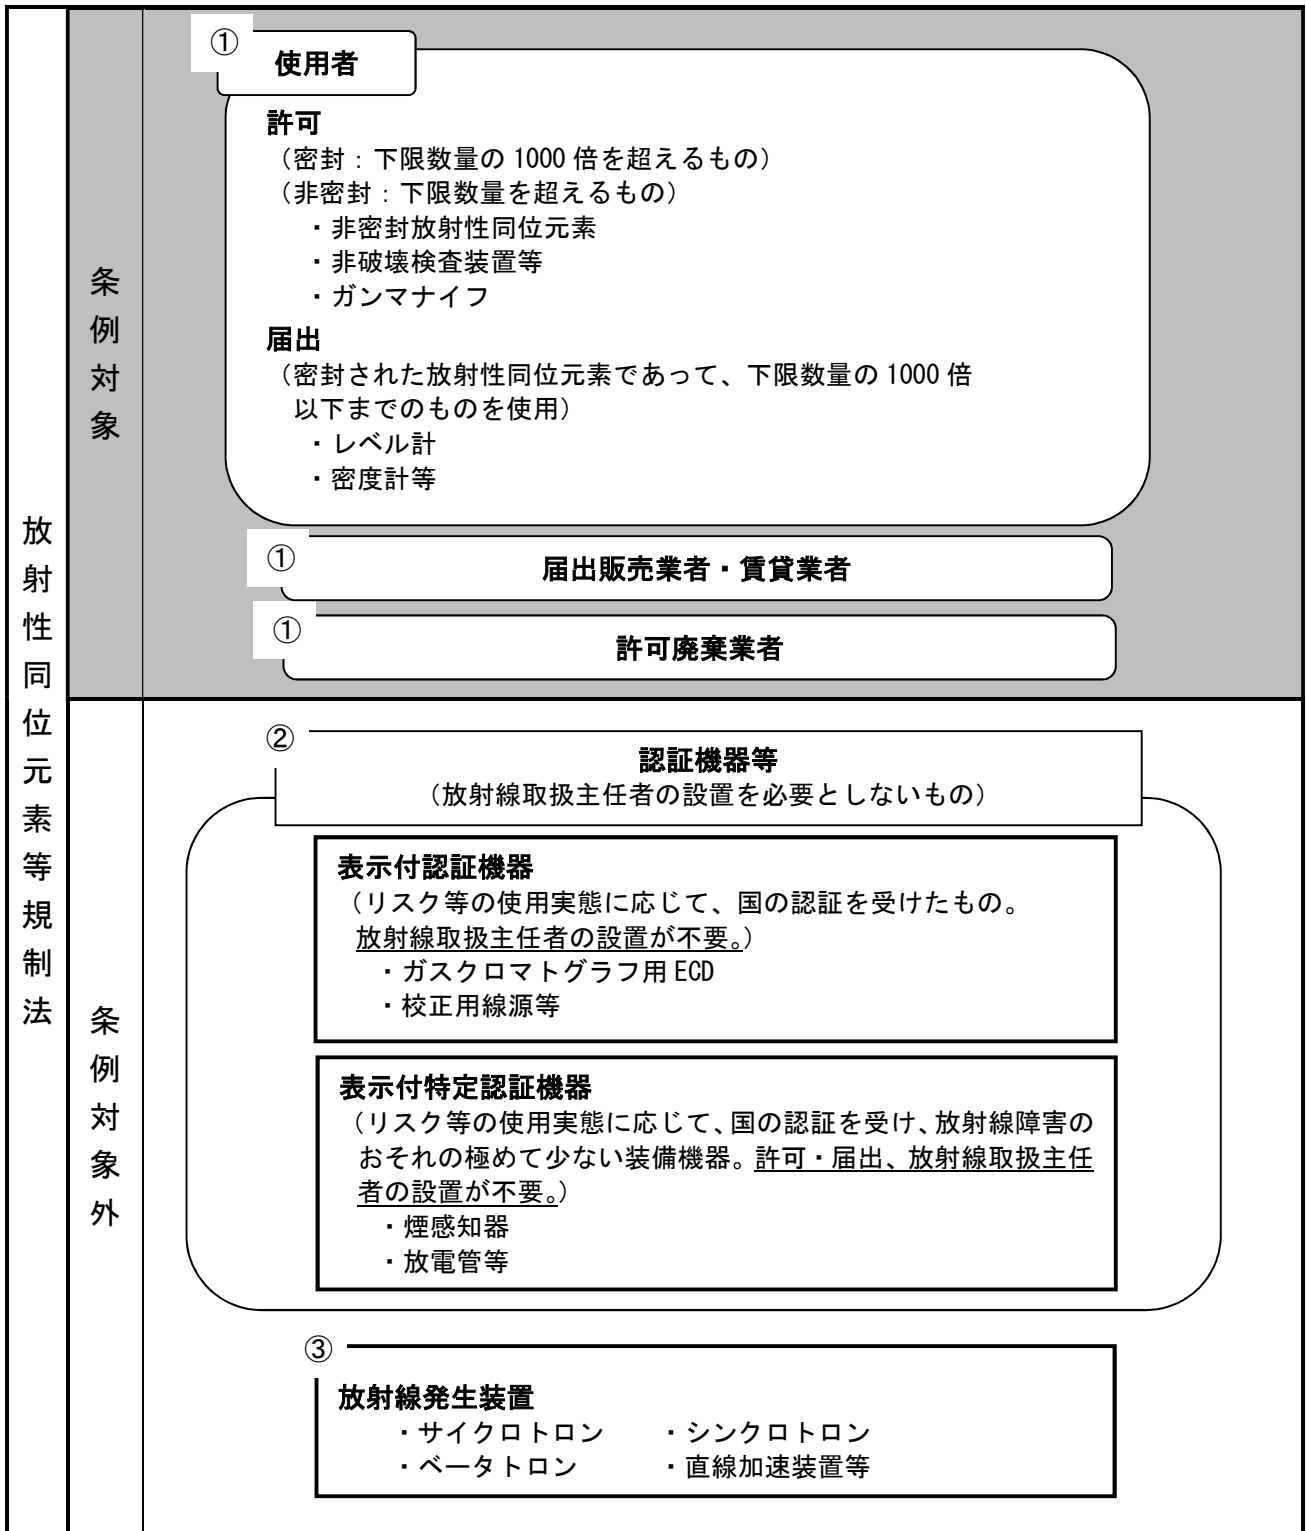 放射性同位元素等規制法
条例対象
①
使用者
許可
（密封：下限数量の 1000 倍を超えるもの）
（非密封：下限数量を超えるもの）
・非密封放射性同位元素
・非破壊検査装置等
・ガンマナイフ
届出
（密封された放射性同位元素であって、下限数量の 1000 倍
以下までのものを使用）
・レベル計
・密度計等
①
届出販売業者・賃貸業者
①
許可廃棄業者
条例対象外
②
認証機器等
（放射線取扱主任者の設置を必要としないもの）
表示付認証機器
（リスク等の使用実態に応じて、国の認証を受けたもの。
放射線取扱主任者の設置が不要。）
・ガスクロマトグラフ用 ECD
・校正用線源等
表示付特定認証機器
（リスク等の使用実態に応じて、国の認証を受け、放射線障害の
おそれの極めて少ない装備機器。許可・届出、放射線取扱主任
者の設置が不要。）
・煙感知器
・放電管等
③
放射線発生装置
・サイクロトロン ・シンクロトロン
・ベータトロン ・直線加速装置等